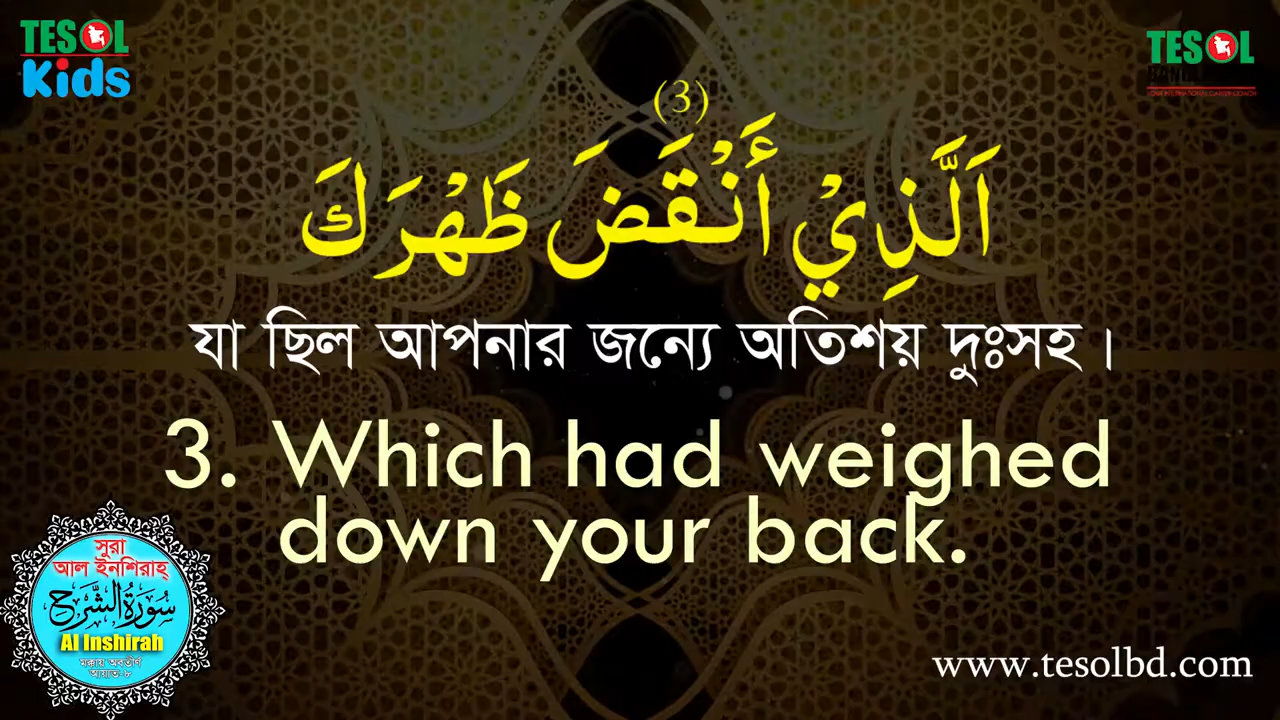 TESOL
Kids
TESOL
BANGLADESH
(3)
اَلَّذِيْ أَنْقَضَ ظَهْرَكَ
যা ছিল আপনার জন্যে অতিশয় দুঃসহ।
3. Which had weighed
down your back.
সুরা
আল ইনশিরাহ্
سُورَةُ الشَّرْحِ
Al Inshirah
মক্কায় অবতীর্ণ
আয়াত-৮
www.tesolbd.com